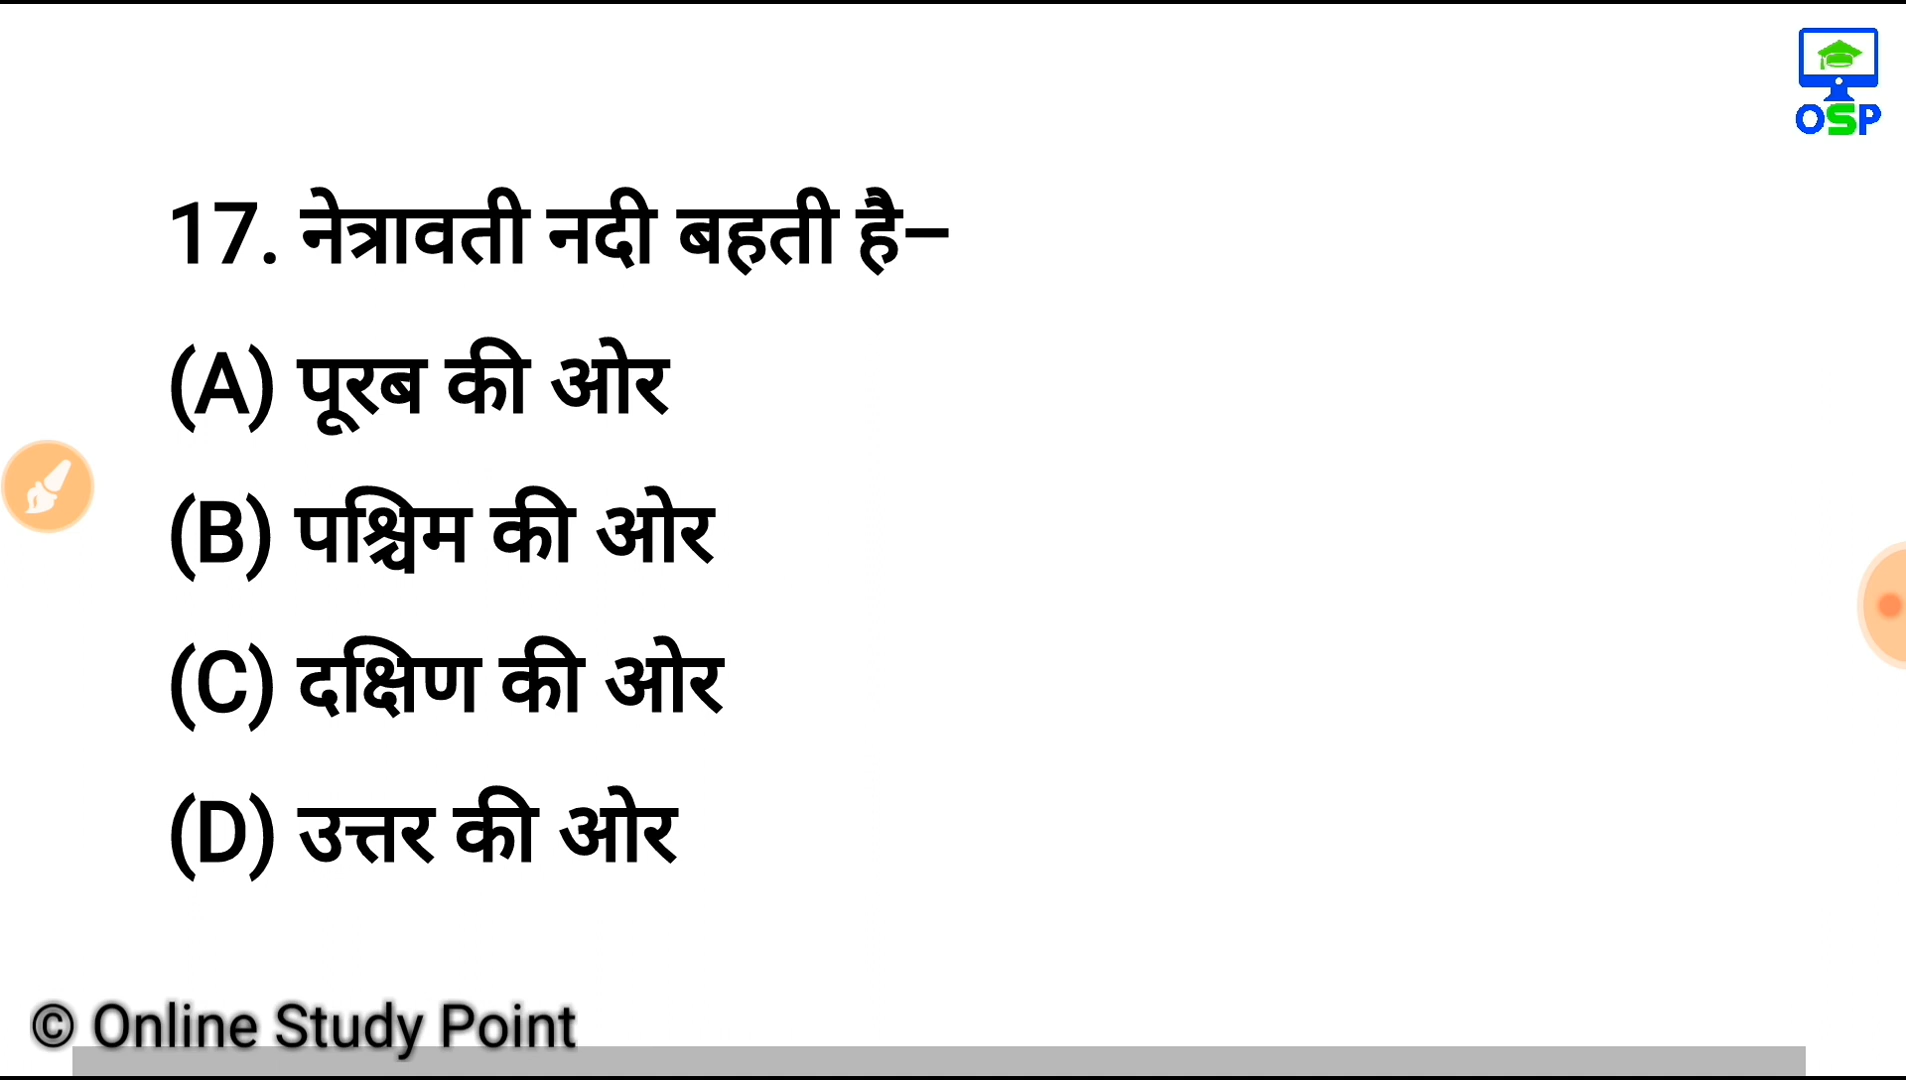 OSP
17. नेत्रावती नदी बहती है–
(A) पूरब की ओर
(B) पश्चिम की ओर
(C) दक्षिण की ओर
(D) उत्तर की ओर
© Online Study Point